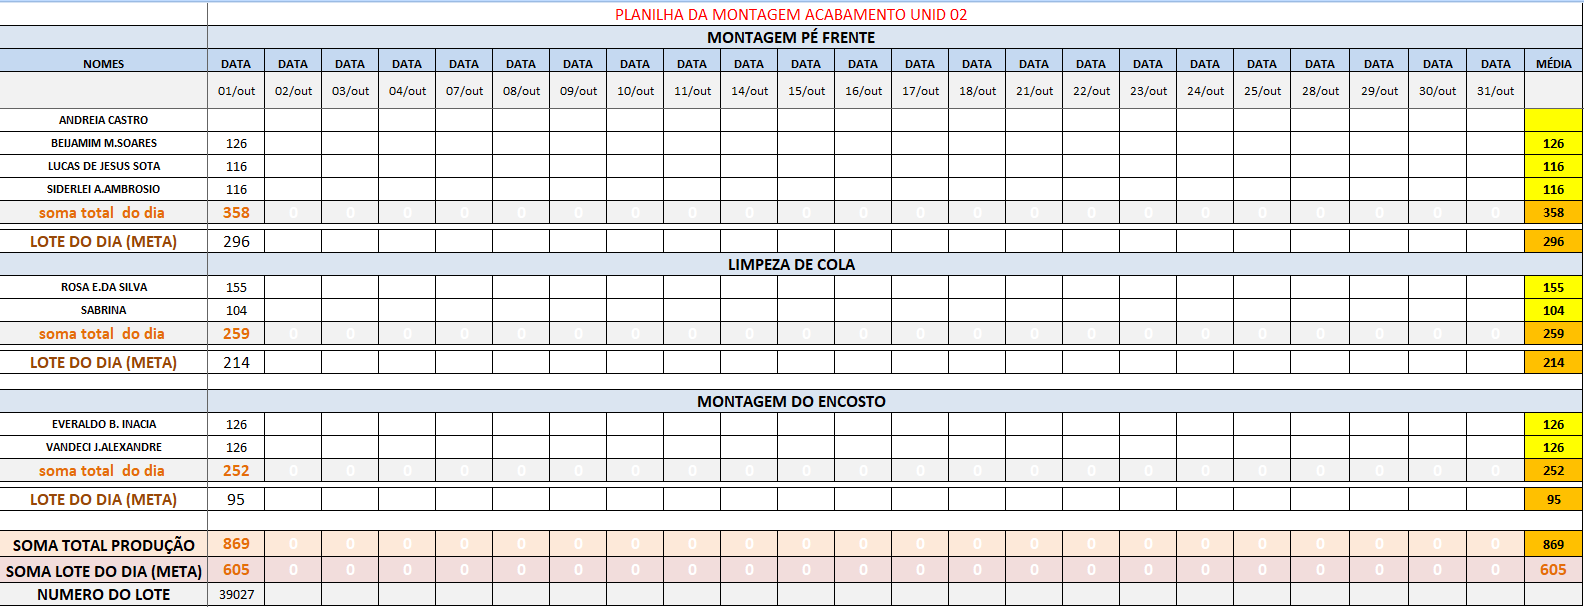 PLANILHA DA MONTAGEM ACABAMENTO UNID 02
MONTAGEM PÉ FRENTE
NOMES DATA DATA DATA DATA DATA DATA DATA DATA DATA DATA DATA DATA DATA DATA DATA DATA DATA DATA DATA DATA DATA DATA DATA MÉDIA
01/out 02/out 03/out 04/out 07/out 08/out 09/out 10/out 11/out 14/out 15/out 16/out 17/out 18/out 21/out 22/out 23/out 24/out 25/out 28/out 29/out 30/out 31/out
ANDREIA CASTRO
BEIJAMIM M.SOARES 126 126
LUCAS DE JESUS SOTA 116 116
SIDERLEI A.AMBROSIO 116 116
soma total do dia 358 0 0 0 0 0 0 0 0 0 0 0 0 0 0 0 0 0 0 0 0 0 0 358
LOTE DO DIA (META) 296 296
LIMPEZA DE COLA
ROSA E.DA SILVA 155 155
SABRINA 104 104
soma total do dia 259 0 0 0 0 0 0 0 0 0 0 0 0 0 0 0 0 0 0 0 0 0 0 259
LOTE DO DIA (META) 214 214
MONTAGEM DO ENCOSTO
EVERALDO B. INACIA 126 126
VANDECI J.ALEXANDRE 126 126
soma total do dia 252 0 0 0 0 0 0 0 0 0 0 0 0 0 0 0 0 0 0 0 0 0 0 252
LOTE DO DIA (META) 95 95
SOMA TOTAL PRODUÇÃO 869 0 0 0 0 0 0 0 0 0 0 0 0 0 0 0 0 0 0 0 0 0 0 869
SOMA LOTE DO DIA (META) 605 0 0 0 0 0 0 0 0 0 0 0 0 0 0 0 0 0 0 0 0 0 0 605
NUMERO DO LOTE 39027